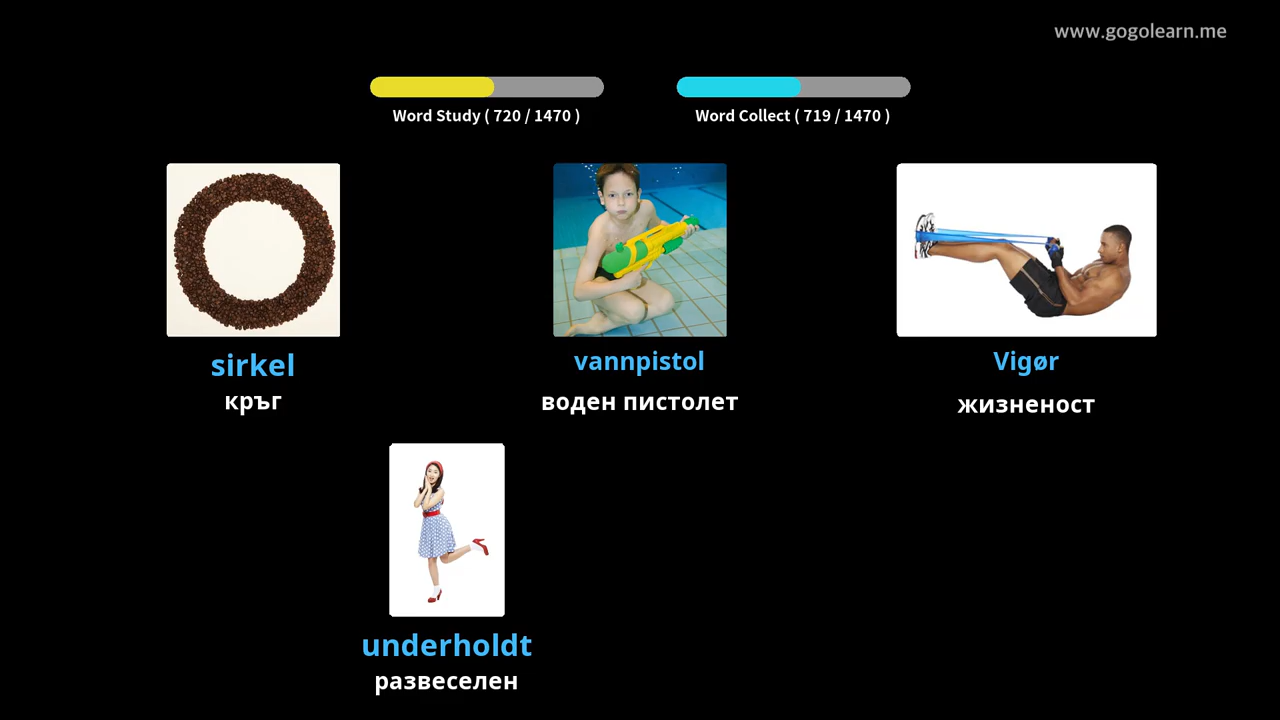 www.gogolearn.me
Word Study ( 720 / 1470 )
Word Collect ( 719 / 1470 )
sirkel
кръг
vannpistol
воден пистолет
Vigør
жизненост
underholdt
развеселен